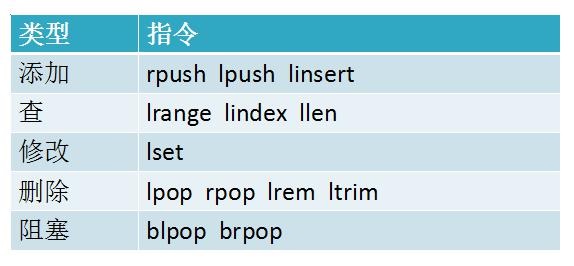 类型 指令
添加 rpush lpush linsert
查 lrange lindex llen
修改 lset
删除 lpop rpop lrem ltrim
阻塞 blpop brpop